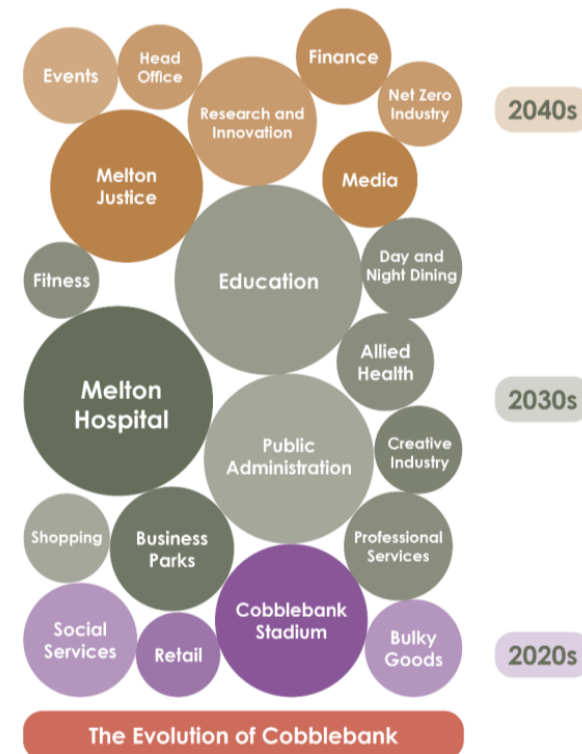 Events
Head
Office
Finance
Research and
Innovation
Net Zero
Industry
2040s
Melton
Justice
Media
Fitness
Education
Day and
Night Dining
Allied
Health
Melton
Hospital
2030s
Public
Administration
Creative
Industry
Shopping
Business
Parks
Professional
Services
Social
Services
Retail
Cobblebank
Stadium
Bulky
Goods
2020s
The Evolution of Cobblebank